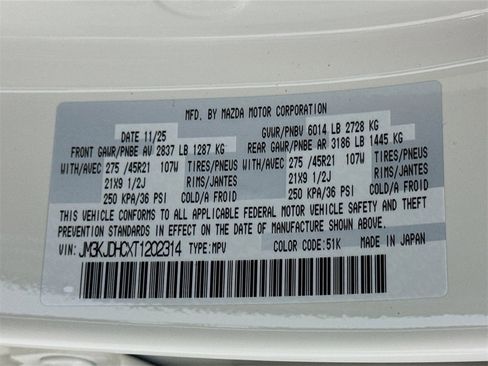 MFD. BY MAZDA MOTOR CORPORATION
DATE 11/25 GVWR/PNBV 6014 LB 2728 KG
FRONT GAWR/PNBE AV 2837 LB 1287 KG REAR GAWR/PNBE AR 3186 LB 1445 KG
WITH/AVEC 275 /45R21 107W TIRES/PNEUS WITH/AVEC 275 /45R21 107W TIRES/PNEUS
21X9 1/2J RIMS/JANTES 21X9 1/2J RIMS/JANTES
250 KPA/36 PSI 250 KPA/36 PSI
THIS VEHICLE CONFORMS TO ALL APPLICABLE FEDERAL MOTOR VEHICLE SAFETY AND THEFT
PREVENTION STANDARDS IN EFFECT ON THE DATE OF MANUFACTURE SHOWN ABOVE.
VIN: JM3KJDHCXT1202314 TYPE: MPV COLOR CODE: 51K MADE IN JAPAN